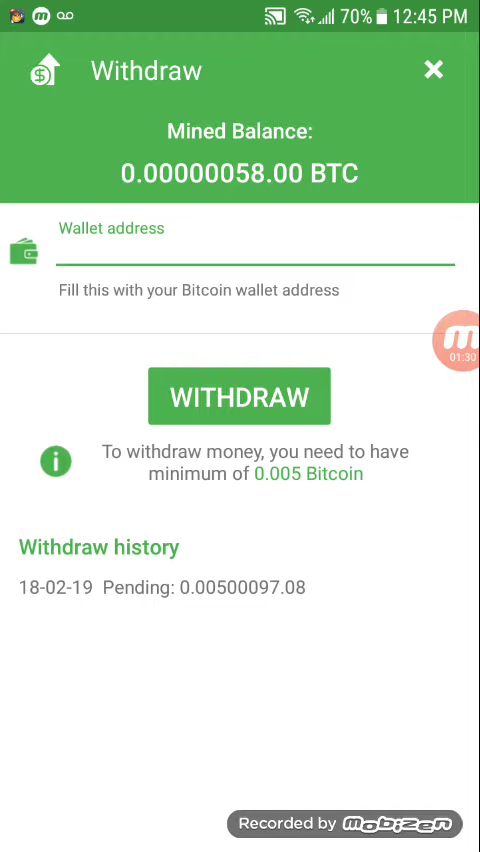 70% 12:45 PM
Withdraw
Mined Balance:
0.00000058.00 BTC
Wallet address
Fill this with your Bitcoin wallet address
01:30
WITHDRAW
To withdraw money, you need to have
minimum of 0.005 Bitcoin
Withdraw history
18-02-19 Pending: 0.00500097.08
Recorded by mobizen